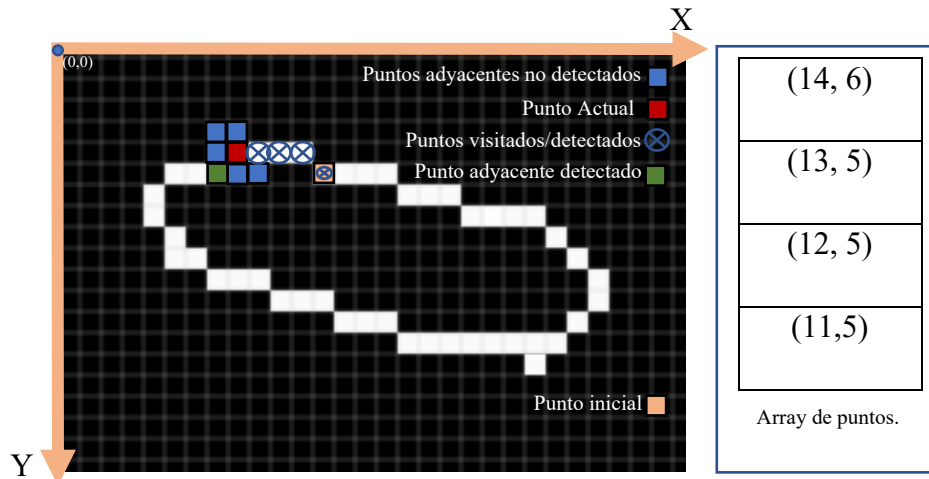 X
(0,0)
Puntos adyacentes no detectados
Punto Actual
Puntos visitados/detectados
Punto adyacente detectado
Punto inicial
Y
(14, 6)
(13, 5)
(12, 5)
(11,5)
Array de puntos.